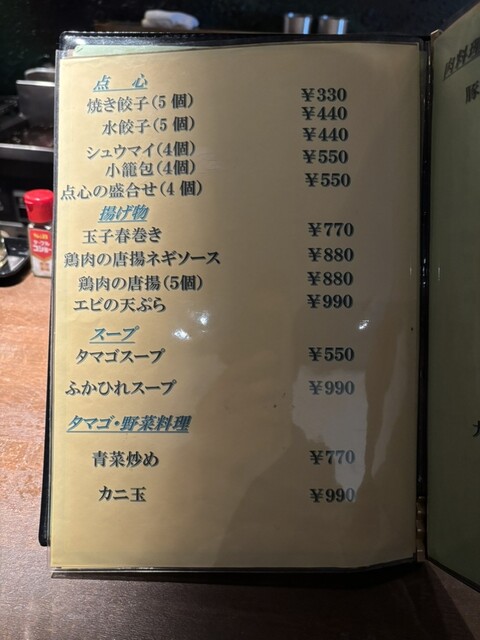 点 心
焼き餃子(5個) ¥330
水餃子(5個) ¥440
シュウマイ(4個) ¥440
小籠包(4個) ¥550
点心の盛合せ(4個) ¥550
揚げ物
玉子春巻き ¥770
鶏肉の唐揚ネギソース ¥880
鶏肉の唐揚(5個) ¥880
エビの天ぷら ¥990
スープ
タマゴスープ ¥550
ふかひれスープ ¥990
タマゴ・野菜料理
青菜炒め ¥770
カニ玉 ¥990
肉料理